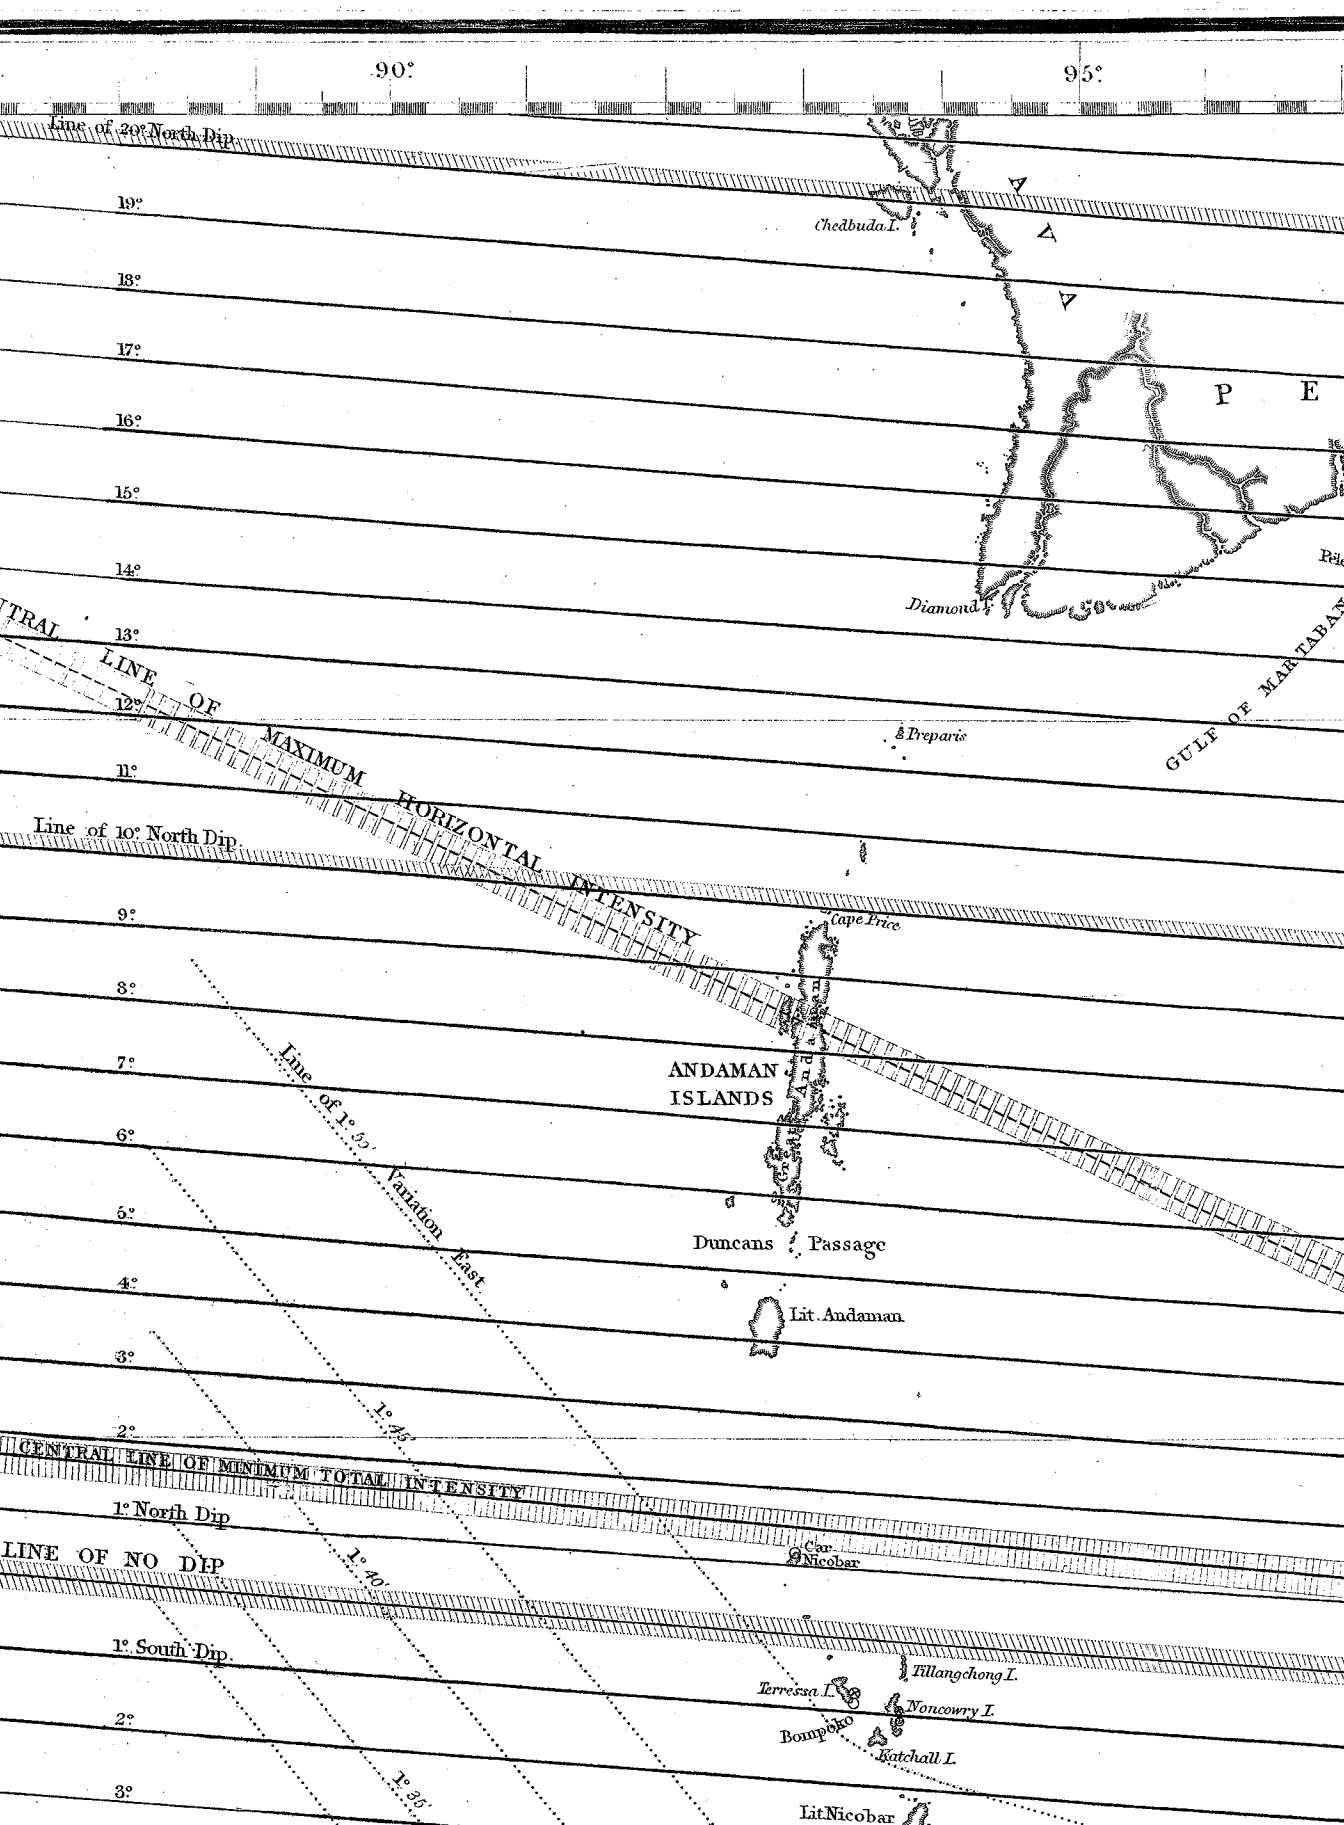 90°
95°
Line of 20° North Dip.
19°
Chedbuda I.
A
V
A
18°
17°
P E
16°
15°
14°
Diamond I.
GULF OF MARTABAN
CENTRAL LINE OF MAXIMUM HORIZONTAL INTENSITY
13°
12°
Preparis
11°
Line of 10° North Dip.
Cape Price
9°
8°
Great Andaman
ANDAMAN
ISLANDS
7°
Line of 1° 50' Variation East
6°
5°
Duncans Passage
4°
Lit. Andaman
3°
1° 45'
2°
CENTRAL LINE OF MINIMUM TOTAL INTENSITY
1° North Dip
Car
Nicobar
LINE OF NO DIP
1° 40'
1° South Dip.
Tillangchong I.
Terressa I.
Noncowry I.
Bompoko
Katchall I.
2°
3°
1° 35'
Lit Nicobar